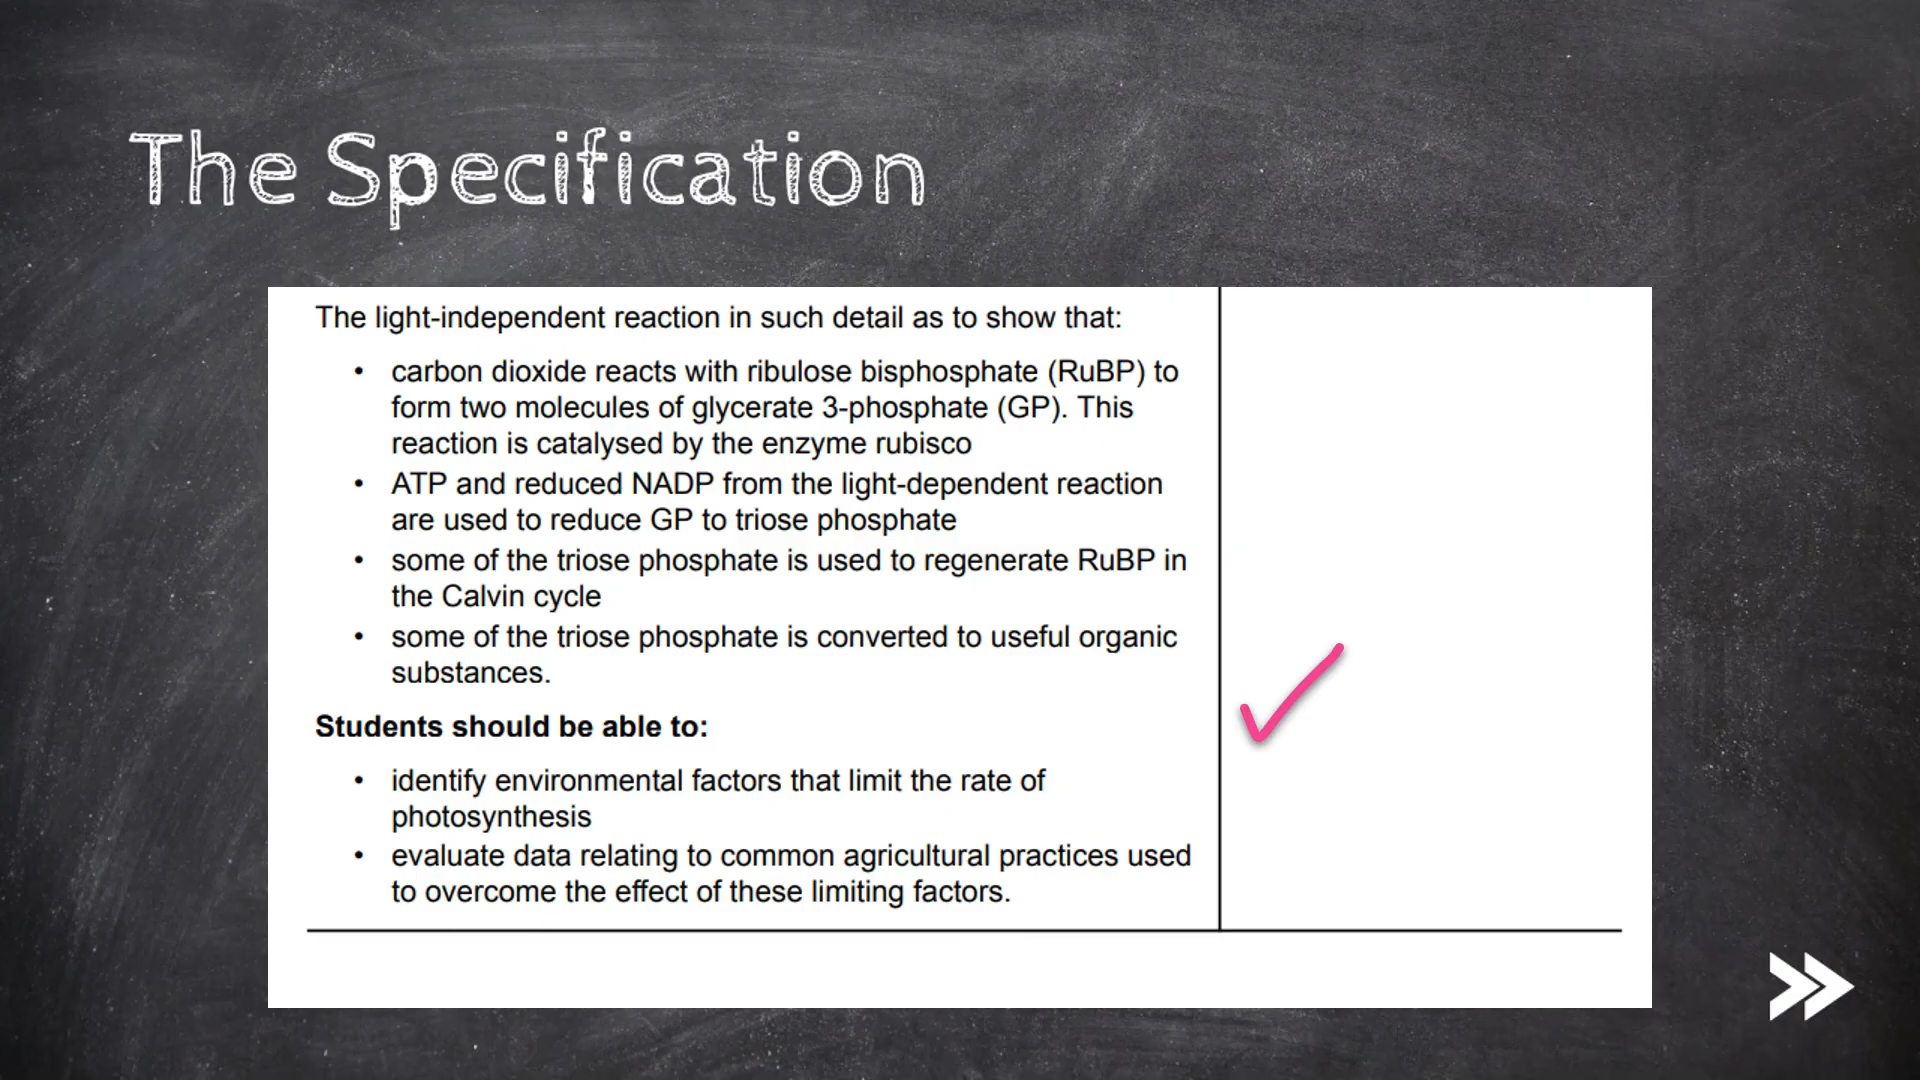 The Specification
The light-independent reaction in such detail as to show that:
• carbon dioxide reacts with ribulose bisphosphate (RuBP) to
form two molecules of glycerate 3-phosphate (GP). This
reaction is catalysed by the enzyme rubisco
• ATP and reduced NADP from the light-dependent reaction
are used to reduce GP to triose phosphate
• some of the triose phosphate is used to regenerate RuBP in
the Calvin cycle
• some of the triose phosphate is converted to useful organic
substances.
Students should be able to:
• identify environmental factors that limit the rate of
photosynthesis
• evaluate data relating to common agricultural practices used
to overcome the effect of these limiting factors.